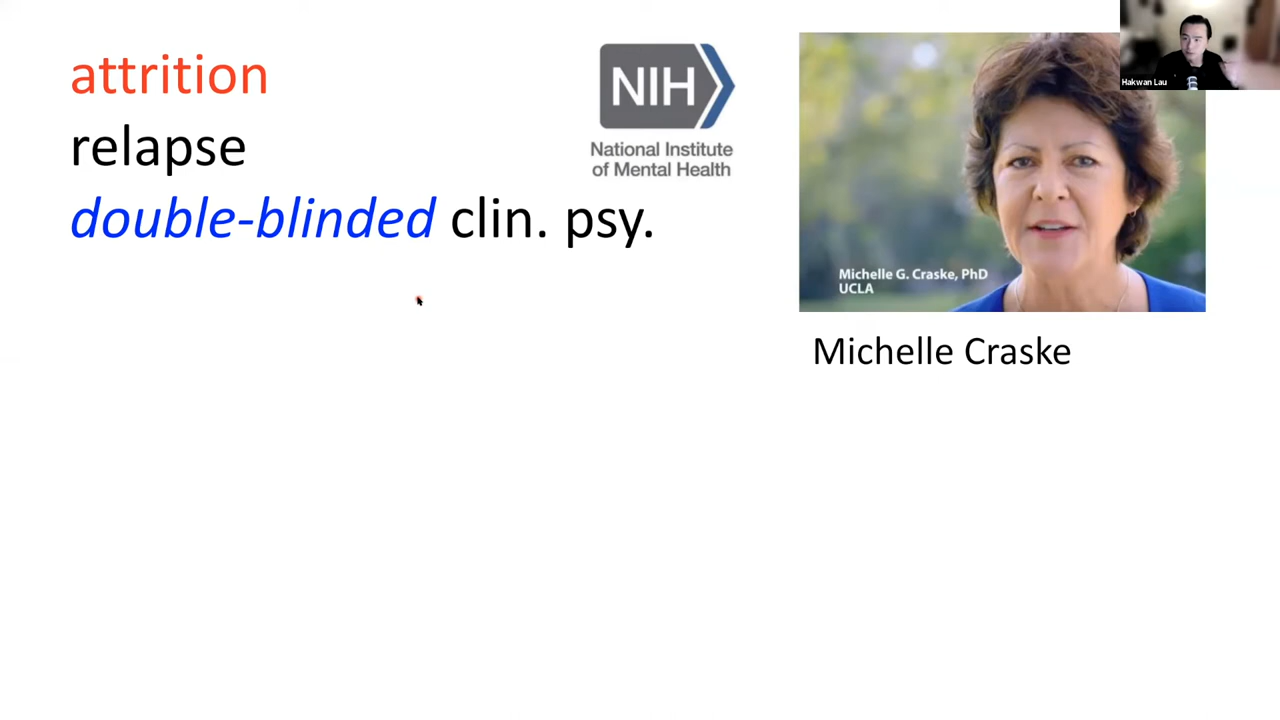 attrition
relapse
double-blinded clin. psy.
NIH
National Institute
of Mental Health
Michelle G. Craske, PhD
UCLA
Michelle Craske
Hakwan Lau